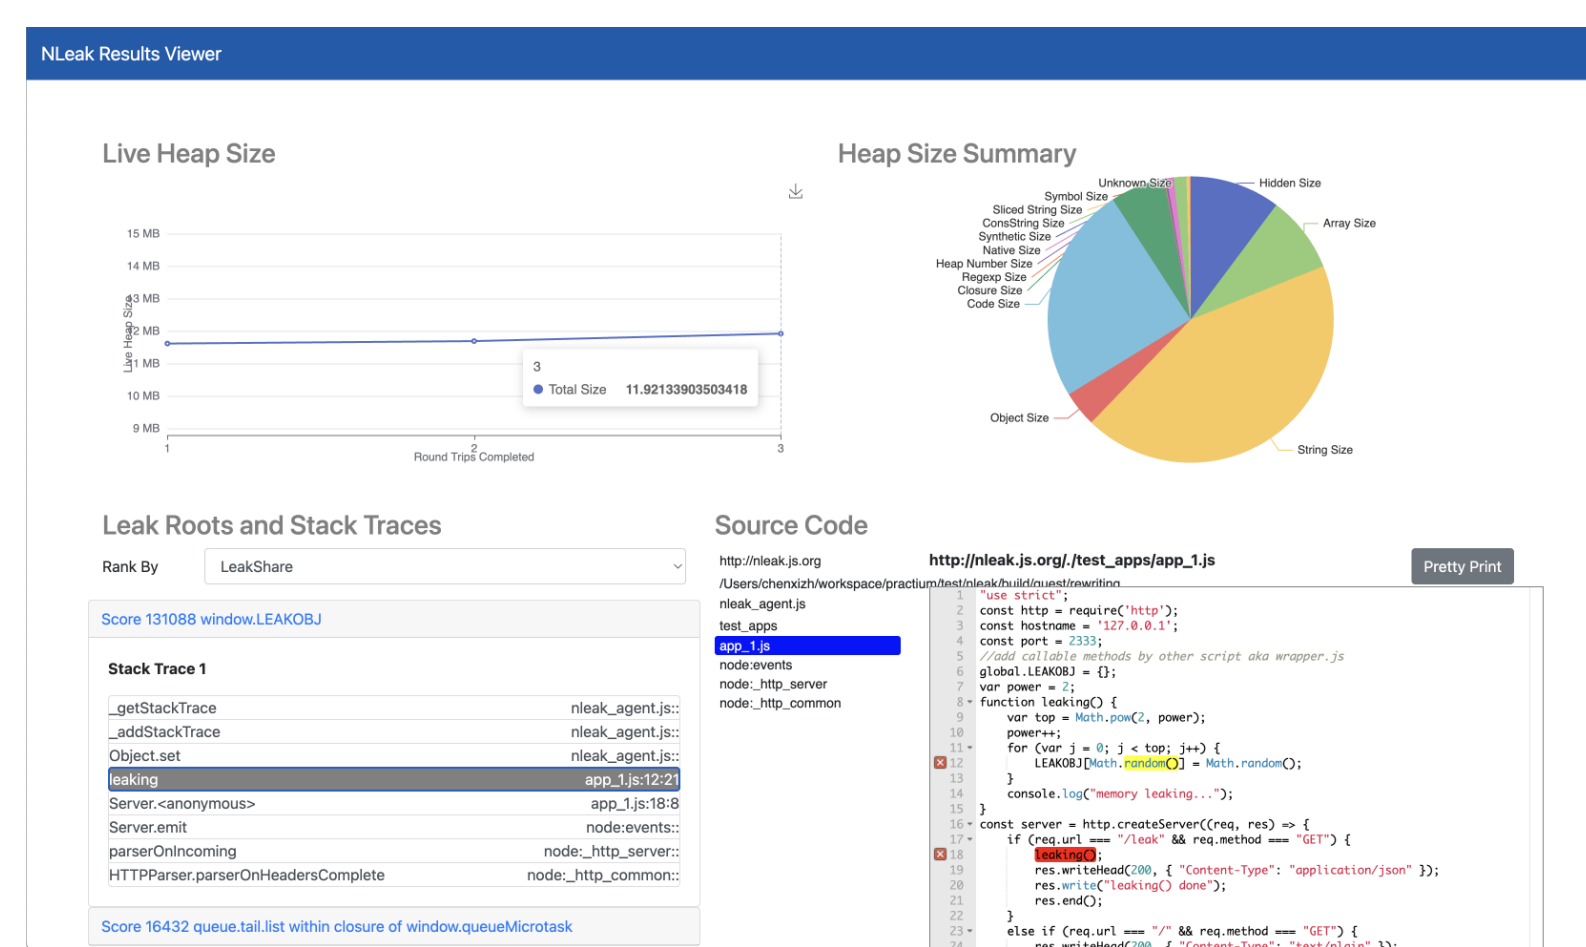 NLeak Results Viewer
Live Heap Size
15 MB
14 MB
13 MB
12 MB
11 MB
10 MB
9 MB
Live Heap Size
1
2
3
Round Trips Completed
3
Total Size 11.92133903503418
Heap Size Summary
Unknown Size
Symbol Size
Sliced String Size
ConsString Size
Synthetic Size
Native Size
Heap Number Size
Regexp Size
Closure Size
Code Size
Object Size
Hidden Size
Array Size
String Size
Leak Roots and Stack Traces
Rank By LeakShare
Score 131088 window.LEAKOBJ
Stack Trace 1
_getStackTrace nleak_agent.js::
_addStackTrace nleak_agent.js::
Object.set nleak_agent.js::
leaking app_1.js:12:21
Server.<anonymous> app_1.js:18:8
Server.emit node:events::
parserOnIncoming node:_http_server::
HTTPParser.parserOnHeadersComplete node:_http_common::
Score 16432 queue.tail.list within closure of window.queueMicrotask
Source Code
http://nleak.js.org
/Users/chenxizh/workspace/practium/test/nleak/build/guest/rewriting
nleak_agent.js
test_apps
app_1.js
node:events
node:_http_server
node:_http_common
http://nleak.js.org/./test_apps/app_1.js
Pretty Print
1 "use strict";
2 const http = require('http');
3 const hostname = '127.0.0.1';
4 const port = 2333;
5 //add callable methods by other script aka wrapper.js
6 global.LEAKOBJ = {};
7 var power = 2;
8 function leaking() {
9 var top = Math.pow(2, power);
10 power++;
11 for (var j = 0; j < top; j++) {
12 LEAKOBJ[Math.random()] = Math.random();
13 }
14 console.log("memory leaking...");
15 }
16 const server = http.createServer((req, res) => {
17 if (req.url === "/leak" && req.method === "GET") {
18 leaking();
19 res.writeHead(200, { "Content-Type": "application/json" });
20 res.write("leaking() done");
21 res.end();
22 }
23 else if (req.url === "/" && req.method === "GET") {
24 res.writeHead(200, { "Content-Type": "text/plain" });